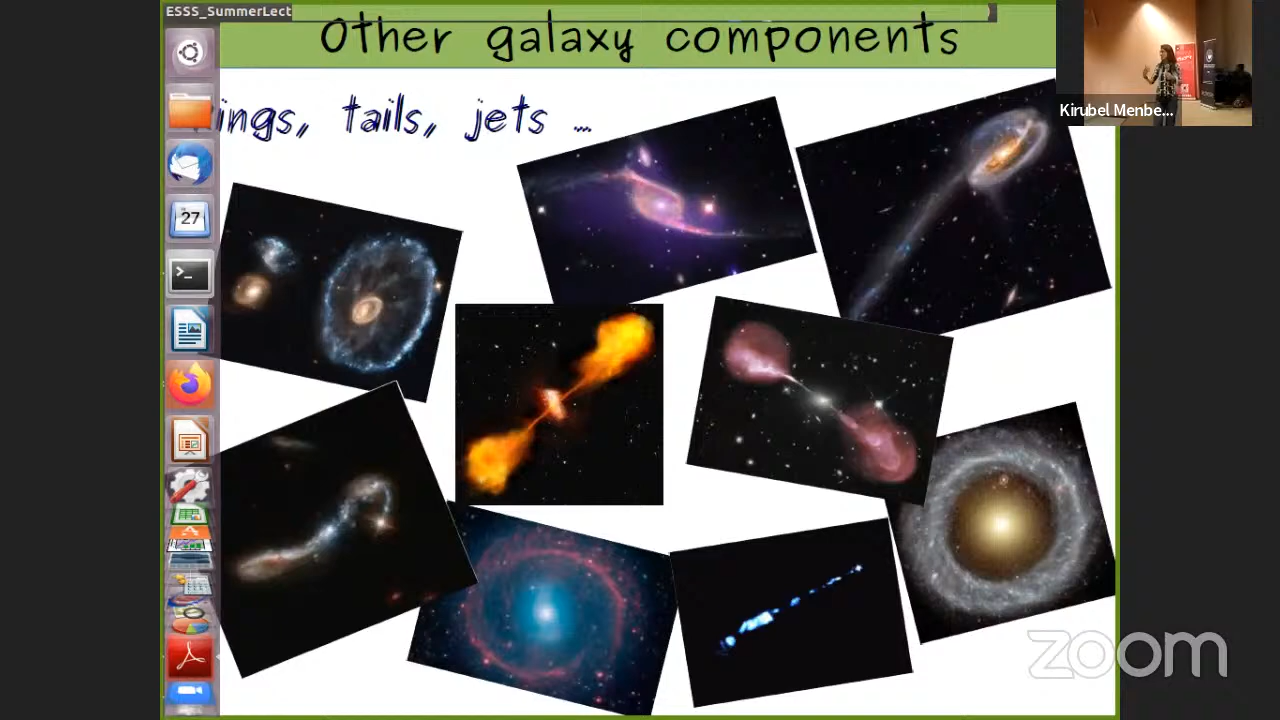 ESSS_SummerLect
Other galaxy components
ings, tails, jets ...
Kirubel Menbe...
27
zoom